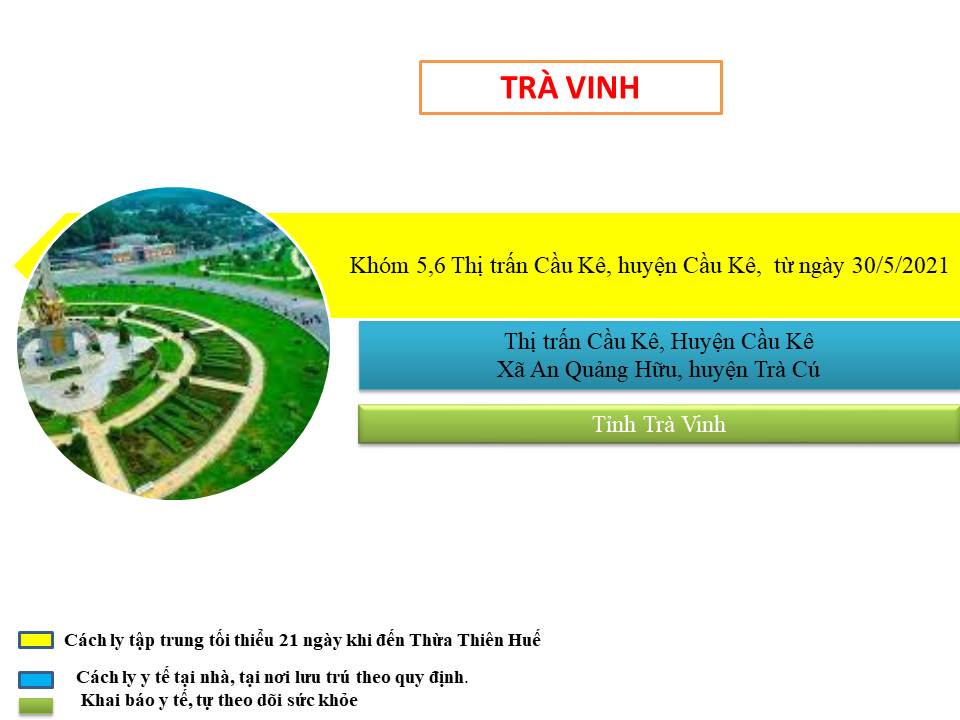 TRÀ VINH
Khóm 5,6 Thị trấn Cầu Kê, huyện Cầu Kê, từ ngày 30/5/2021
Thị trấn Cầu Kê, Huyện Cầu Kê
Xã An Quảng Hữu, huyện Trà Cú
Tỉnh Trà Vinh
Cách ly tập trung tối thiểu 21 ngày khi đến Thừa Thiên Huế
Cách ly y tế tại nhà, tại nơi lưu trú theo quy định.
Khai báo y tế, tự theo dõi sức khỏe